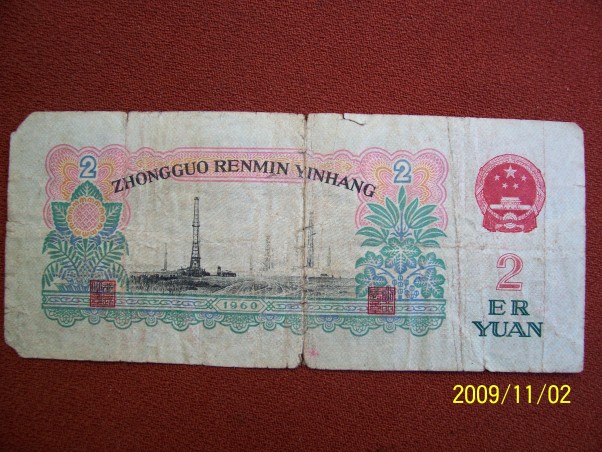 2
ZHONGGUO RENMIN YINHANG
2
1960
2
ER
YUAN
2009/11/02